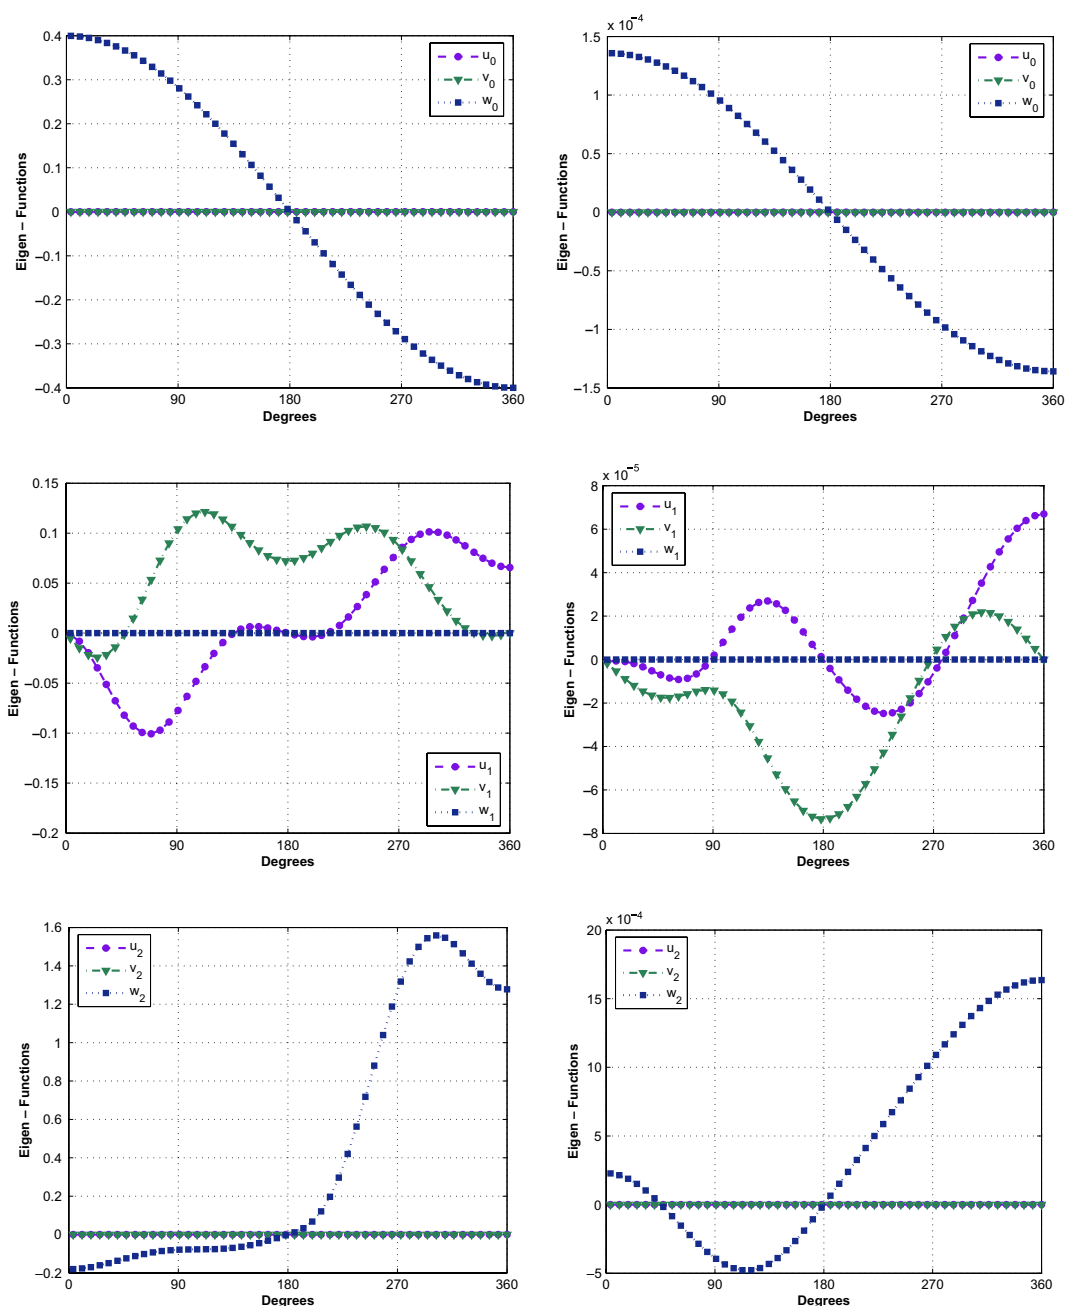 0.4
0.3
0.2
0.1
0
−0.1
−0.2
−0.3
−0.4
Eigen – Functions
0 90 180 270 360
Degrees
u0
v0
w0
x 10−4
1.5
1
0.5
0
−0.5
−1
−1.5
Eigen – Functions
0 90 180 270 360
Degrees
u0
v0
w0
0.15
0.1
0.05
0
−0.05
−0.1
−0.15
−0.2
Eigen – Functions
0 90 180 270 360
Degrees
u1
v1
w1
x 10−5
8
6
4
2
0
−2
−4
−6
−8
Eigen – Functions
0 90 180 270 360
Degrees
u1
v1
w1
1.6
1.4
1.2
1
0.8
0.6
0.4
0.2
0
−0.2
Eigen – Functions
0 90 180 270 360
Degrees
u2
v2
w2
x 10−4
20
15
10
5
0
−5
Eigen – Functions
0 90 180 270 360
Degrees
u2
v2
w2